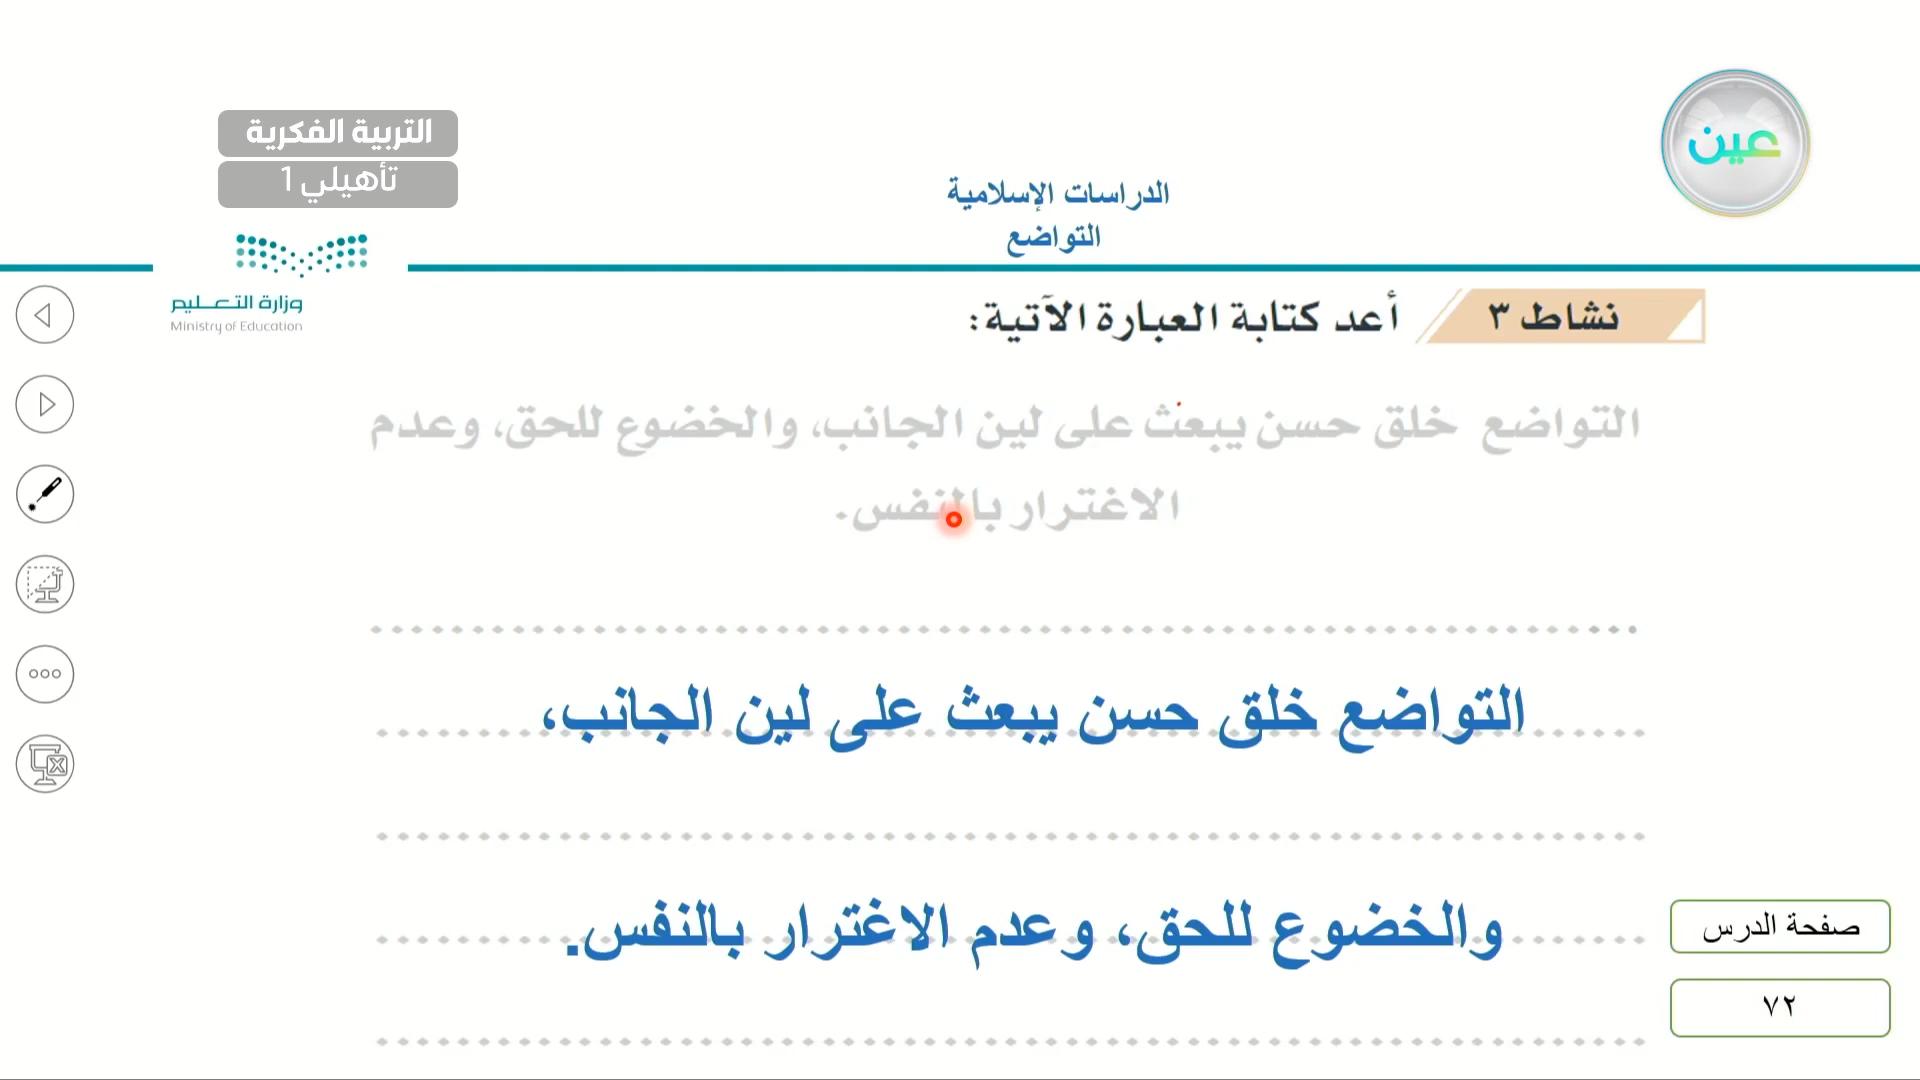 عين
التربية الفكرية
تأهيلي 1
الدراسات الإسلامية
التواضع
وزارة التعليم
Ministry of Education
نشاط ٣
أعد كتابة العبارة الآتية:
التواضع خلق حسن يبعث على لين الجانب، والخضوع للحق، وعدم
الاغترار بالنفس.
التواضع خلق حسن يبعث على لين الجانب،
والخضوع للحق، وعدم الاغترار بالنفس.
صفحة الدرس
٧٢